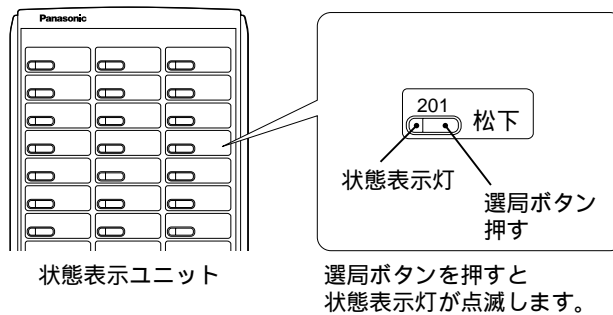 Panasonic
201
松下
状態表示灯
選局ボタン
押す
状態表示ユニット
選局ボタンを押すと
状態表示灯が点滅します。